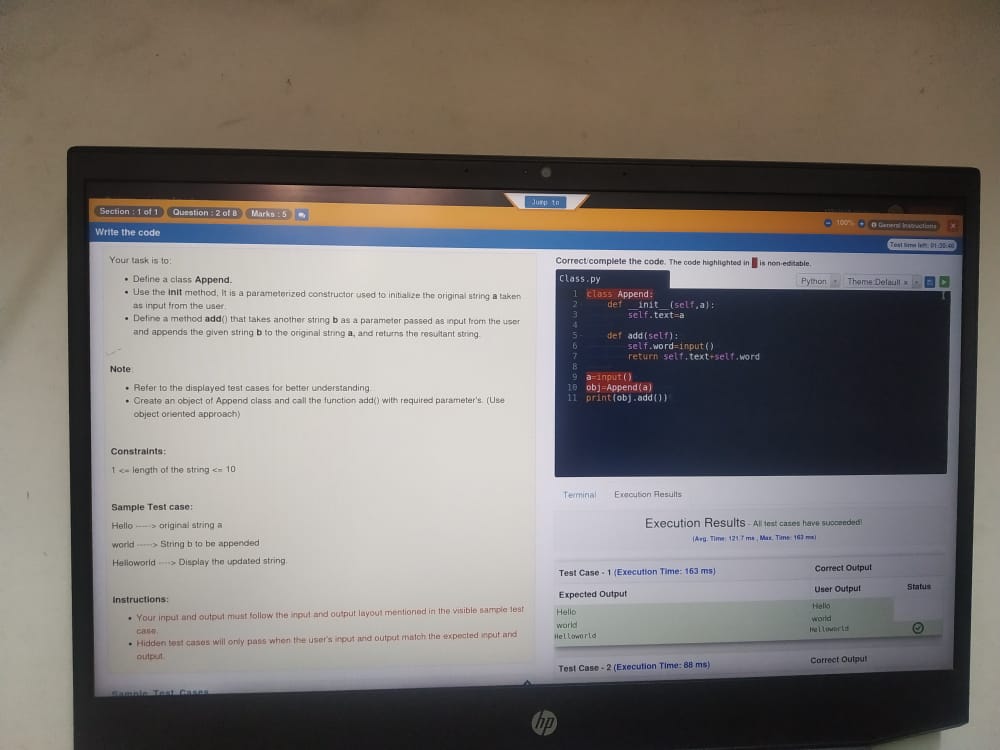 Jump to
Section : 1 of 1 Question : 2 of 8 Marks : 5
100% General Instructions
Write the code
Test time left: 01:30:46
Your task is to:
• Define a class Append.
• Use the init method, It is a parameterized constructor used to initialize the original string a taken
as input from the user.
• Define a method add() that takes another string b as a parameter passed as input from the user
and appends the given string b to the original string a, and returns the resultant string.
Note:
• Refer to the displayed test cases for better understanding.
• Create an object of Append class and call the function add() with required parameter's. (Use
object oriented approach)
Constraints:
1 <= length of the string <= 10
Sample Test case:
Hello -----> original string a
world -----> String b to be appended
Helloworld ----> Display the updated string.
Instructions:
• Your input and output must follow the input and output layout mentioned in the visible sample test
case.
• Hidden test cases will only pass when the user's input and output match the expected input and
output.
Sample Test Cases
Correct/complete the code. The code highlighted in is non-editable.
Class.py
Python Theme:Default
1 class Append:
2 def __init__(self,a):
3 self.text=a
4
5 def add(self):
6 self.word=input()
7 return self.text+self.word
8
9 a=input()
10 obj=Append(a)
11 print(obj.add())
Terminal Execution Results
Execution Results - All test cases have succeeded!
(Avg. Time: 121.7 ms , Max. Time: 163 ms)
Test Case - 1 (Execution Time: 163 ms) Correct Output
Expected Output User Output Status
Hello Hello
world world
Helloworld Helloworld
Test Case - 2 (Execution Time: 88 ms) Correct Output
hp